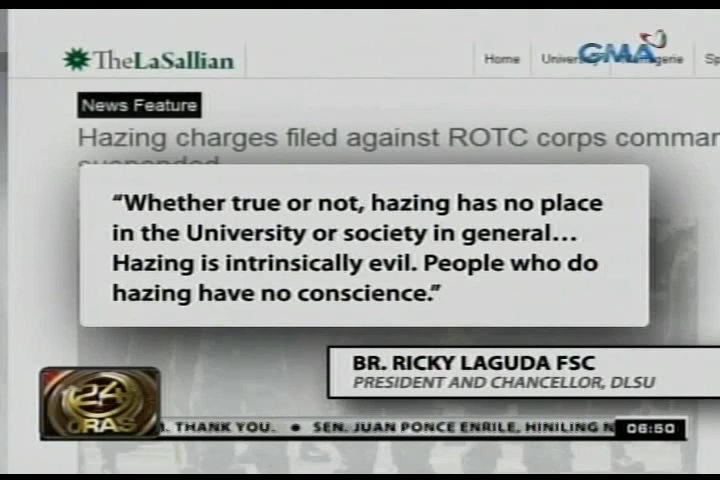 TheLaSallian
Home
GMA
News Feature
Hazing charges filed against ROTC corps
suspended
“Whether true or not, hazing has no place
in the University or society in general…
Hazing is intrinsically evil. People who do
hazing have no conscience.”
BR. RICKY LAGUDA FSC
PRESIDENT AND CHANCELLOR, DLSU
24
ORAS
THANK YOU. ● SEN. JUAN PONCE ENRILE, HINILING
06:50